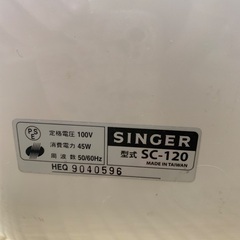 PS
E
定格電圧 100V
消費電力 45W
周波数 50/60Hz
SINGER
型式 SC-120
MADE IN TAIWAN
HEQ 9040596